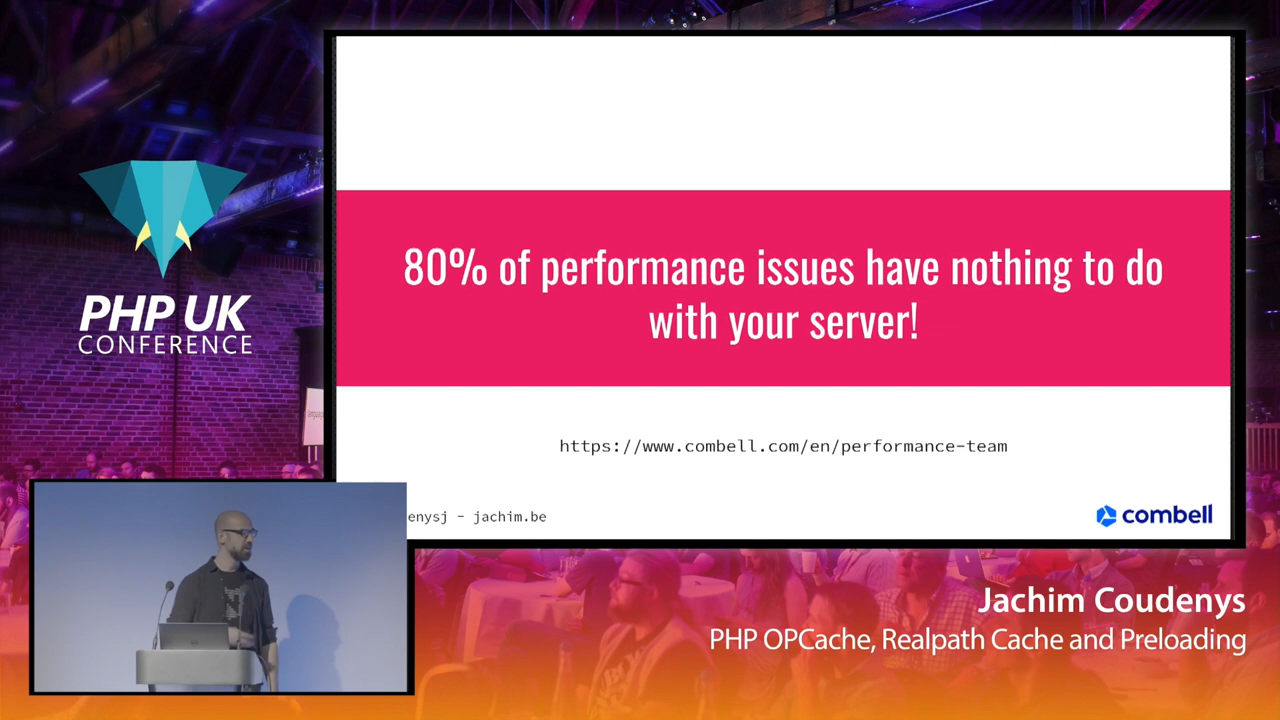 PHP UK
CONFERENCE
80% of performance issues have nothing to do
with your server!
https://www.combell.com/en/performance-team
enysj - jachim.be
combell
Jachim Coudenys
PHP OPCache, Realpath Cache and Preloading